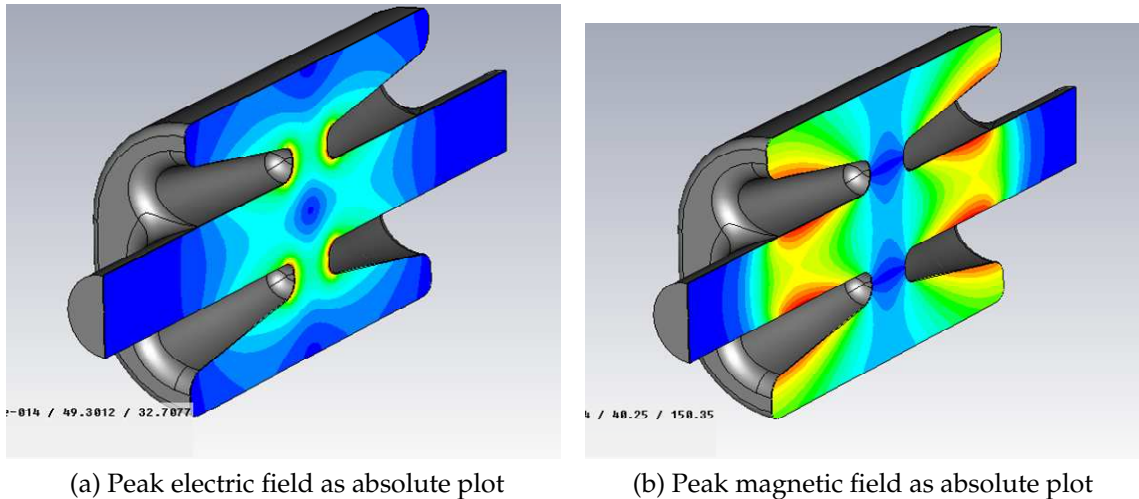 e-014 / 49.3012 / 32.7077
4 / 40.25 / 150.35
(a) Peak electric field as absolute plot
(b) Peak magnetic field as absolute plot